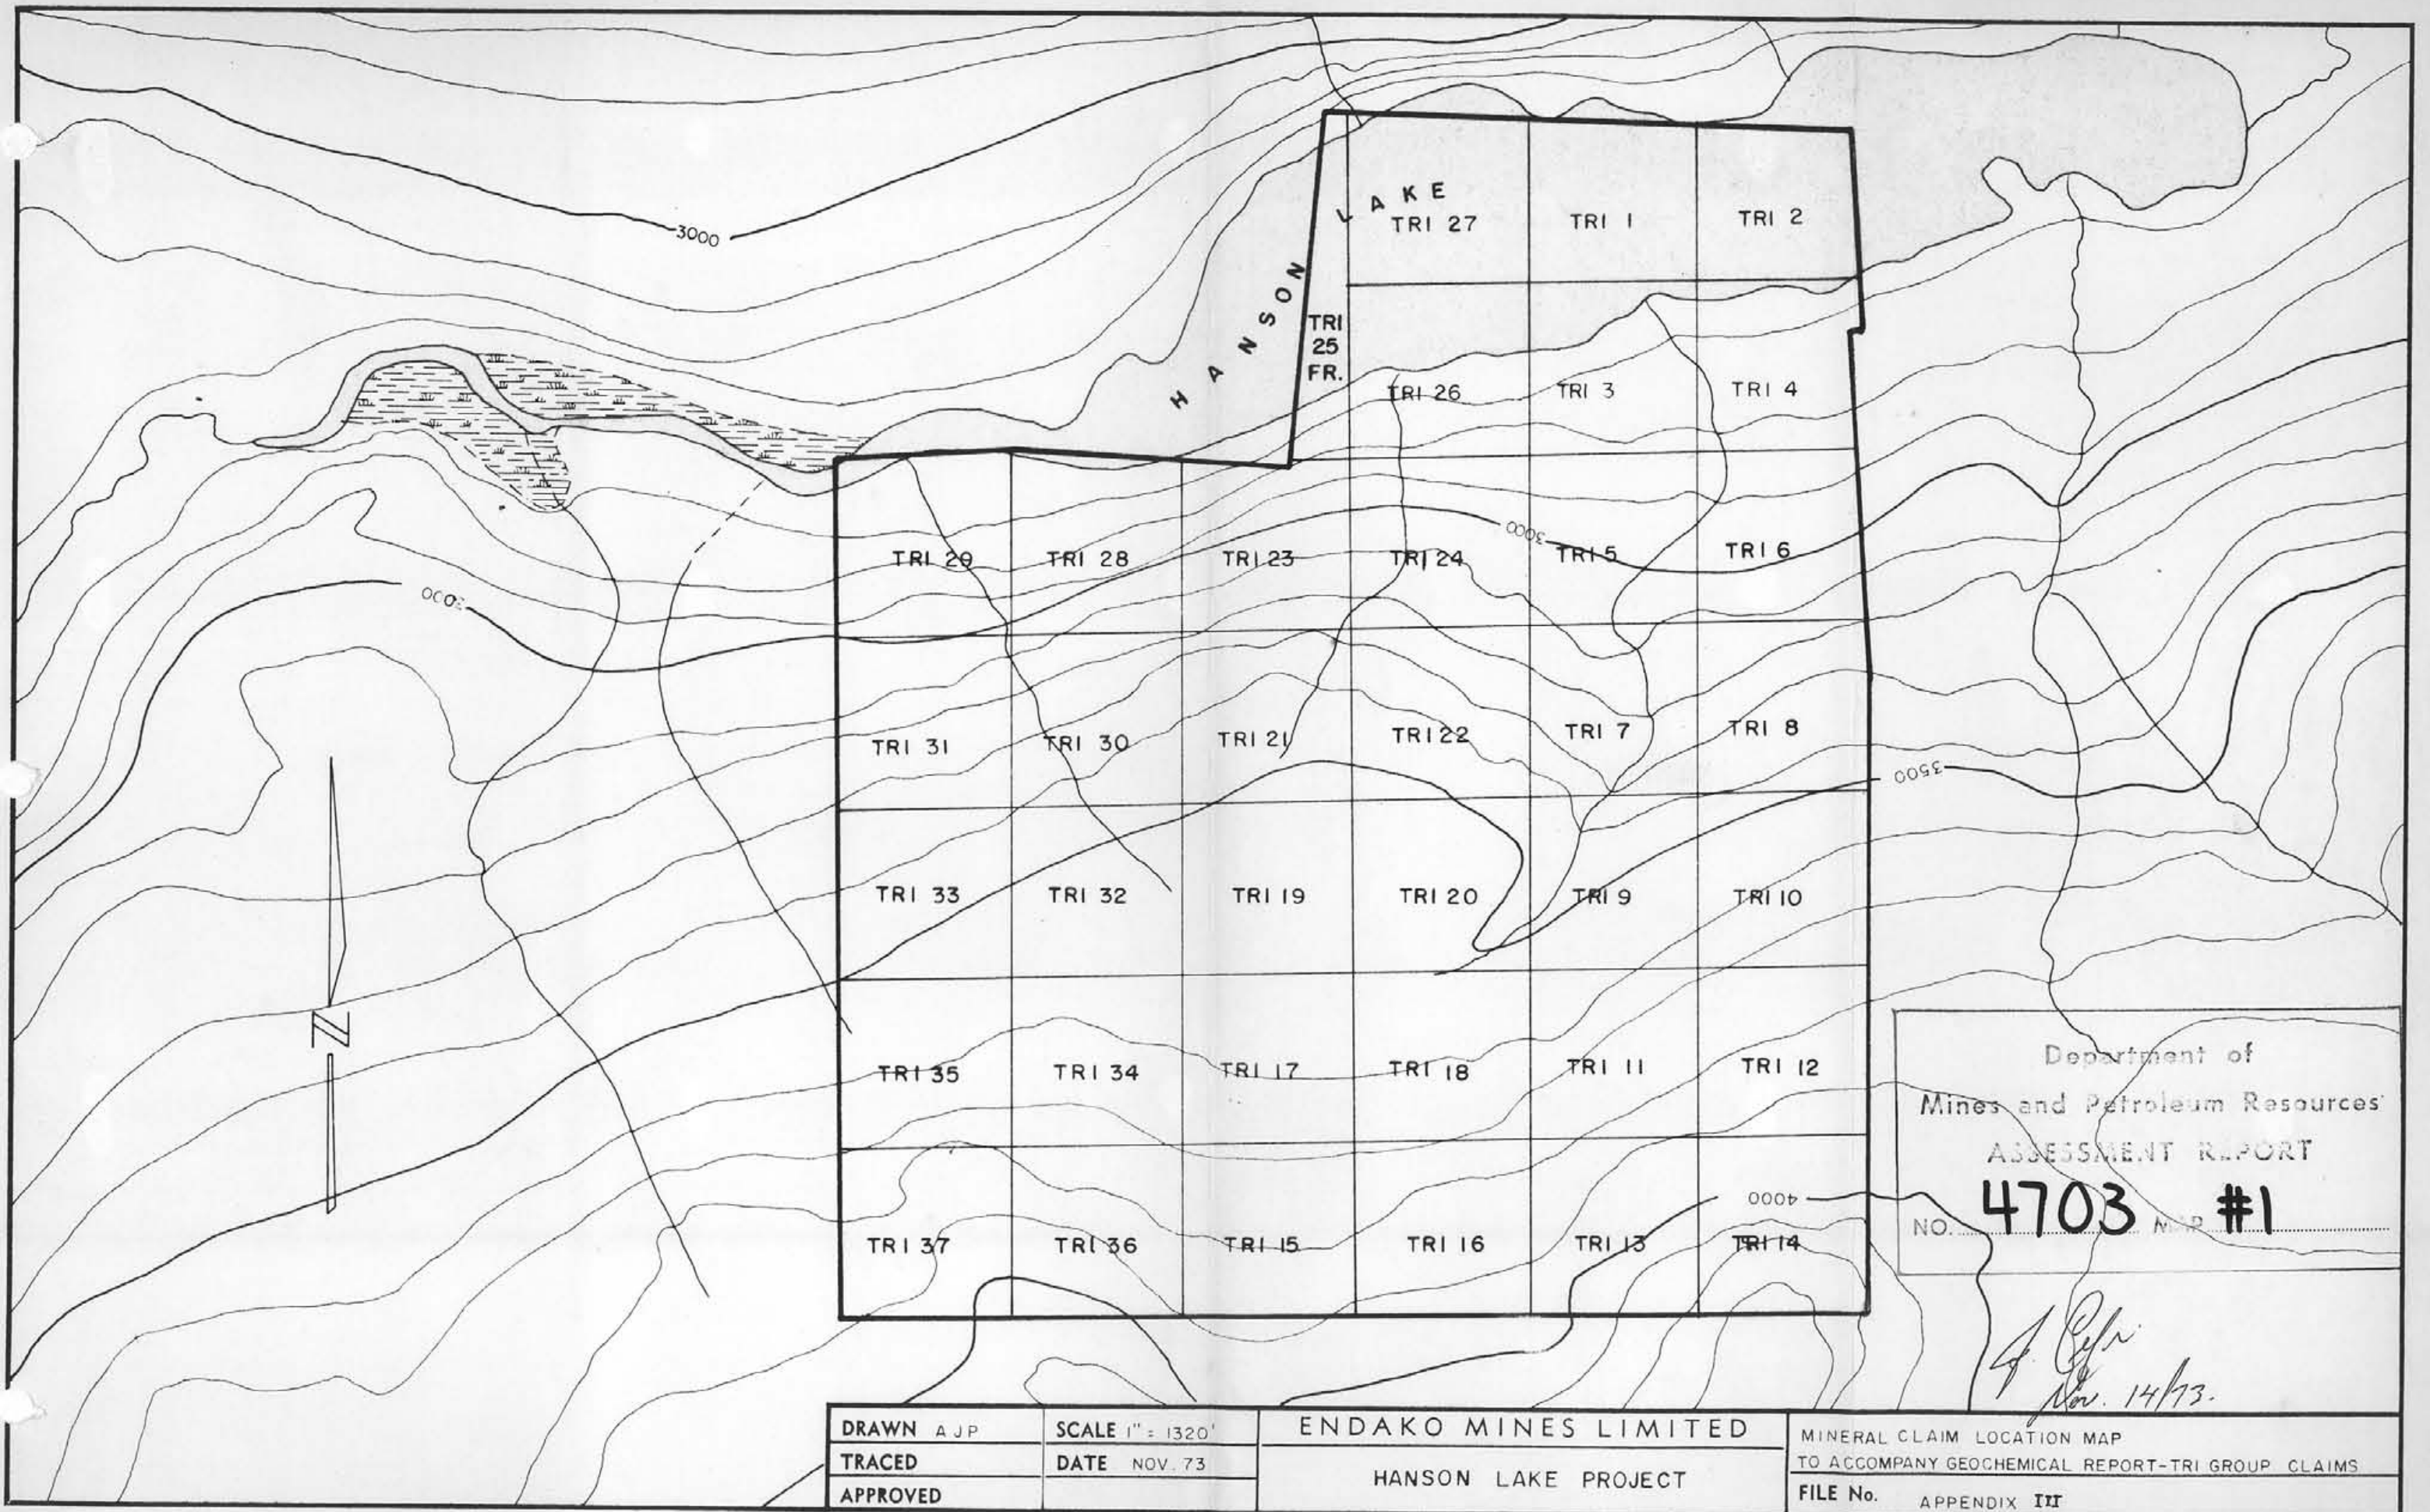 3000
LAKE
HANSON
TRI 27
TRI 1
TRI 2
TRI
25
FR.
TRI 26
TRI 3
TRI 4
3000
TRI 29
TRI 28
TRI 23
TRI 24
TRI 5
TRI 6
3000
TRI 31
TRI 30
TRI 21
TRI 22
TRI 7
TRI 8
3500
TRI 33
TRI 32
TRI 19
TRI 20
TRI 9
TRI 10
N
TRI 35
TRI 34
TRI 17
TRI 18
TRI 11
TRI 12
4000
TRI 37
TRI 36
TRI 15
TRI 16
TRI 13
TRI 14
Department of
Mines and Petroleum Resources
ASSESSMENT REPORT
NO. 4703 MAP #1
Nov. 14/73.
DRAWN AJP
TRACED
APPROVED
SCALE 1" = 1320'
DATE NOV. 73
ENDAKO MINES LIMITED
HANSON LAKE PROJECT
MINERAL CLAIM LOCATION MAP
TO ACCOMPANY GEOCHEMICAL REPORT-TRI GROUP CLAIMS
FILE No. APPENDIX III